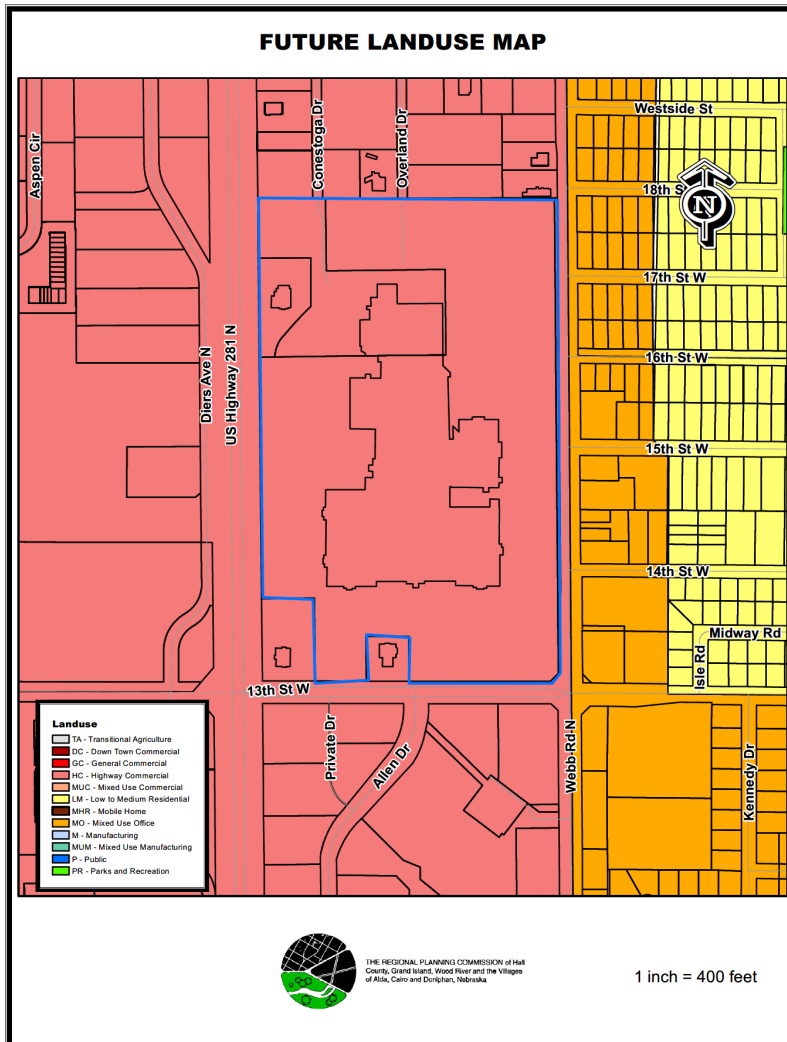 FUTURE LANDUSE MAP
Westside St
Conestoga Dr
Overland Dr
Aspen Cir
18th S
N
17th St W
16th St W
Diers Ave N
US Highway 281 N
15th St W
14th St W
Midway Rd
Isle Rd
13th St W
Private Dr
Allen Dr
Webb Rd N
Kennedy Dr
Landuse
TA - Transitional Agriculture
DC - Down Town Commercial
GC - General Commercial
HC - Highway Commercial
MUC - Mixed Use Commercial
LM - Low to Medium Residential
MHR - Mobile Home
MO - Mixed Use Office
M - Manufacturing
MUM - Mixed Use Manufacturing
P - Public
PR - Parks and Recreation
THE REGIONAL PLANNING COMMISSION of Hall
County, Grand Island, Wood River and the Villages
of Alda, Cairo and Doniphan, Nebraska
1 inch = 400 feet